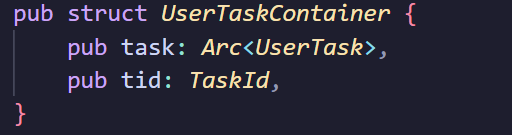 pub struct UserTaskContainer {
    pub task: Arc<UserTask>,
    pub tid: TaskId,
}